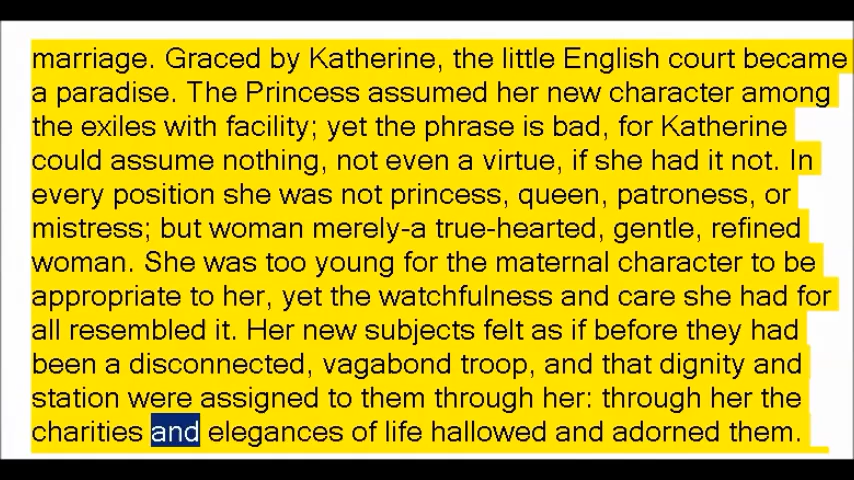 marriage. Graced by Katherine, the little English court became
a paradise. The Princess assumed her new character among
the exiles with facility; yet the phrase is bad, for Katherine
could assume nothing, not even a virtue, if she had it not. In
every position she was not princess, queen, patroness, or
mistress; but woman merely-a true-hearted, gentle, refined
woman. She was too young for the maternal character to be
appropriate to her, yet the watchfulness and care she had for
all resembled it. Her new subjects felt as if before they had
been a disconnected, vagabond troop, and that dignity and
station were assigned to them through her: through her the
charities and elegances of life hallowed and adorned them.